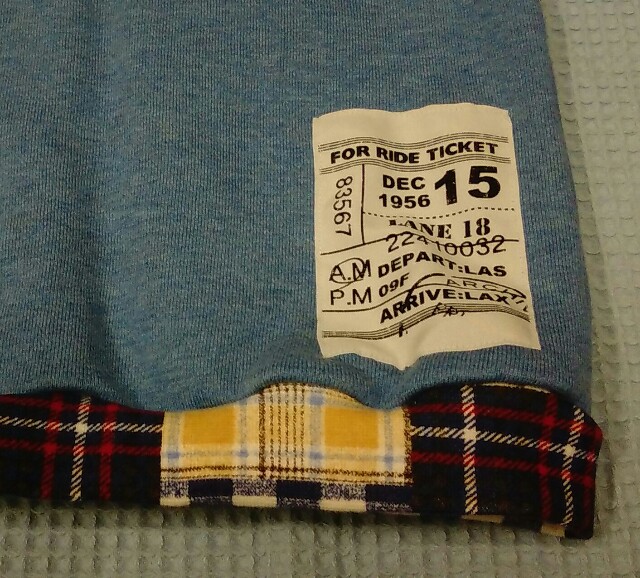 FOR RIDE TICKET
83567
DEC 15
1956
LANE 18
22410032
A.M DEPART:LAS
P.M 09F
ARRIVE:LAX